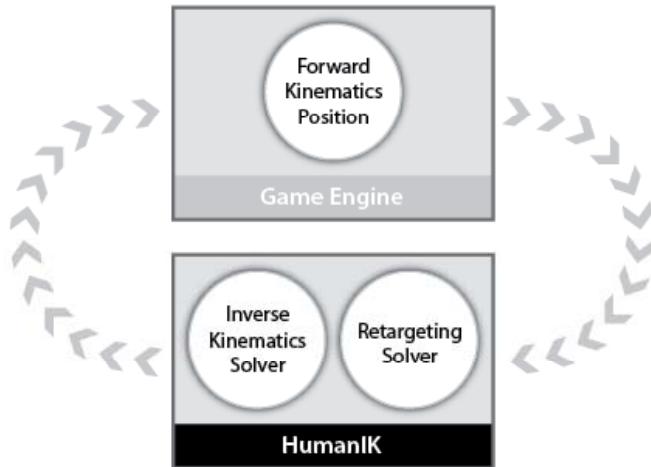 Forward
Kinematics
Position
Game Engine
Inverse
Kinematics
Solver
Retargeting
Solver
HumanIK